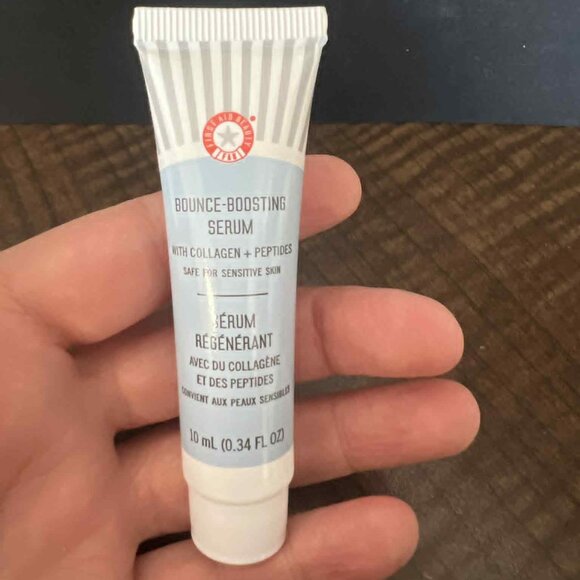 FIRST AID BEAUTY
FAB
®
BOUNCE-BOOSTING
SERUM
WITH COLLAGEN + PEPTIDES
SAFE FOR SENSITIVE SKIN
SÉRUM
RÉGÉNÉRANT
AVEC DU COLLAGÈNE
ET DES PEPTIDES
CONVIENT AUX PEAUX SENSIBLES
10 mL (0.34 FL OZ)